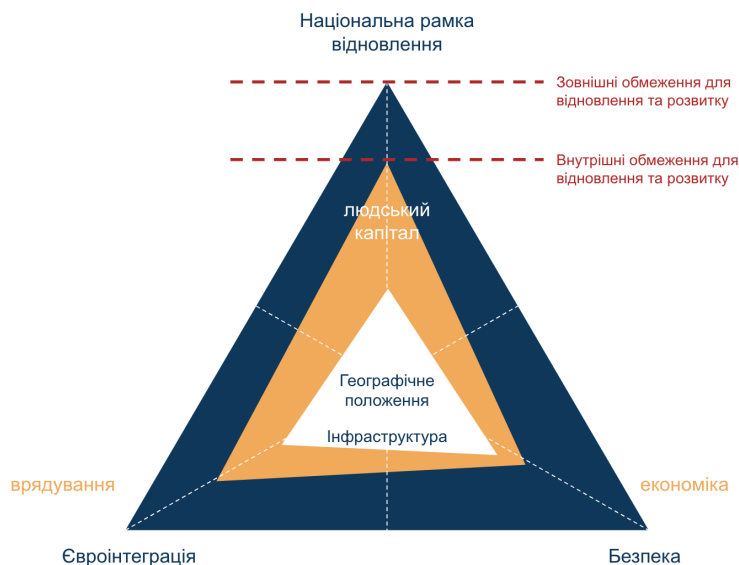 Національна рамка
відновлення
Зовнішні обмеження для
відновлення та розвитку
Внутрішні обмеження для
відновлення та розвитку
людський
капітал
Географічне
положення
Інфраструктура
врядування
економіка
Євроінтеграція
Безпека